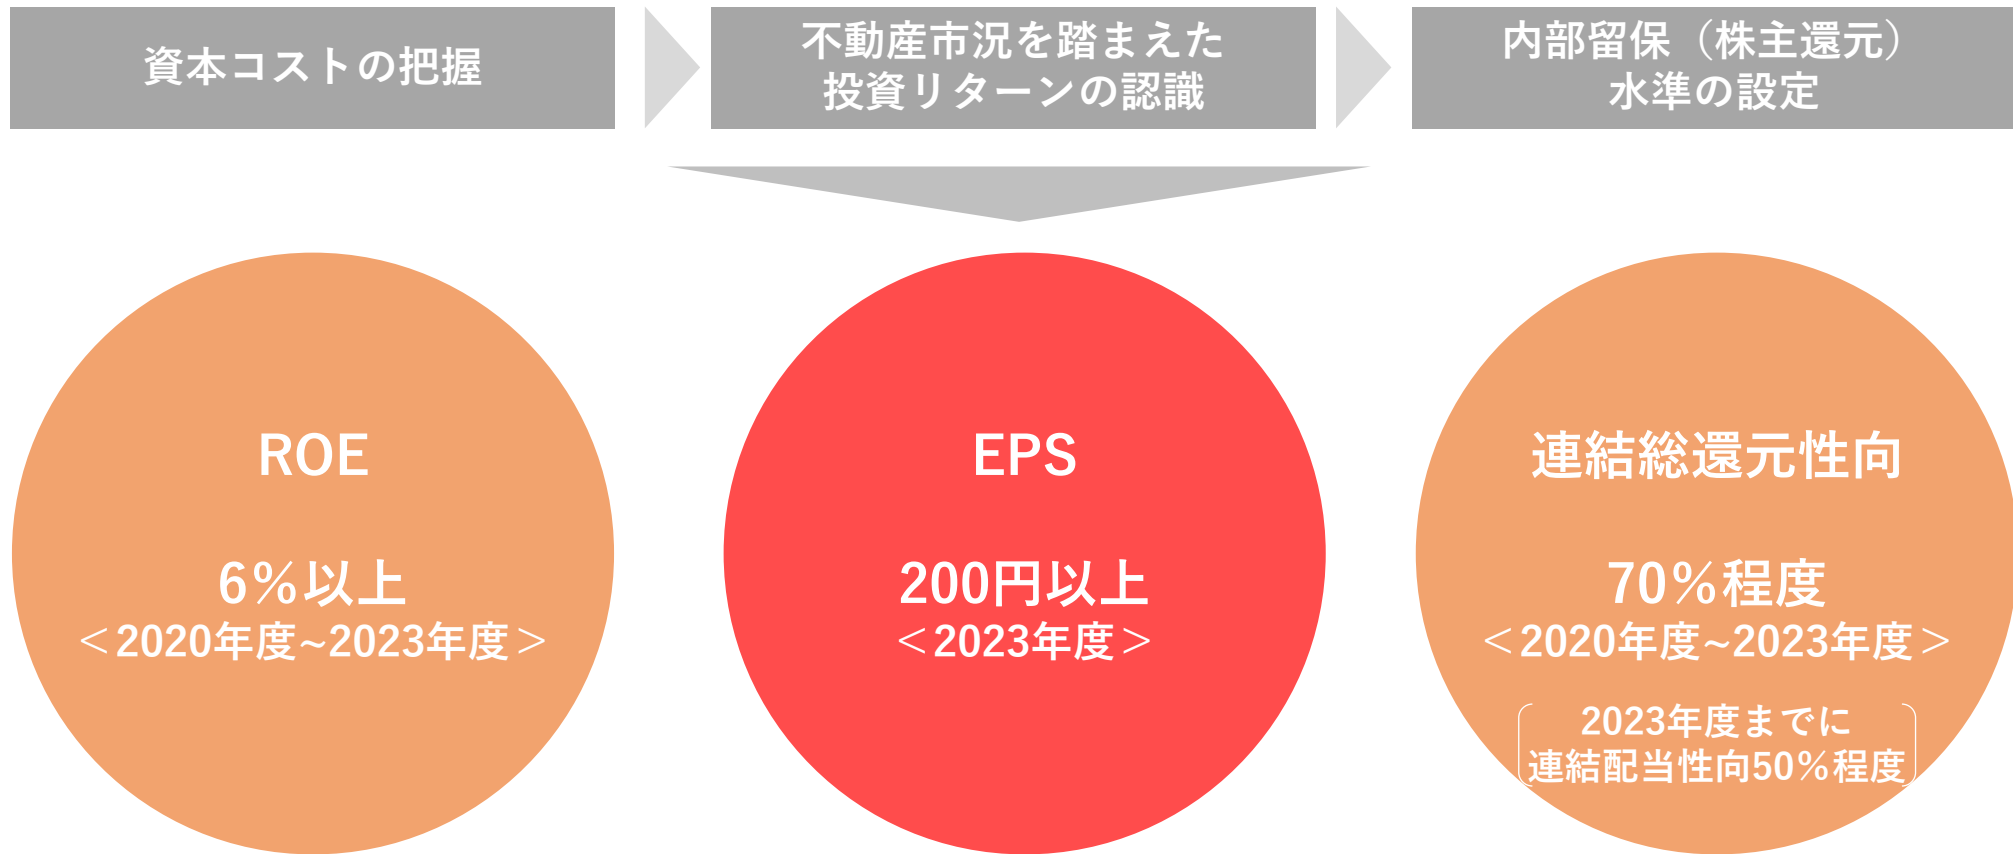 資本コストの把握
不動産市況を踏まえた
投資リターンの認識
内部留保（株主還元）
水準の設定
ROE
6％以上
＜2020年度~2023年度＞
EPS
200円以上
＜2023年度＞
連結総還元性向
70％程度
＜2020年度~2023年度＞
2023年度までに
連結配当性向50％程度